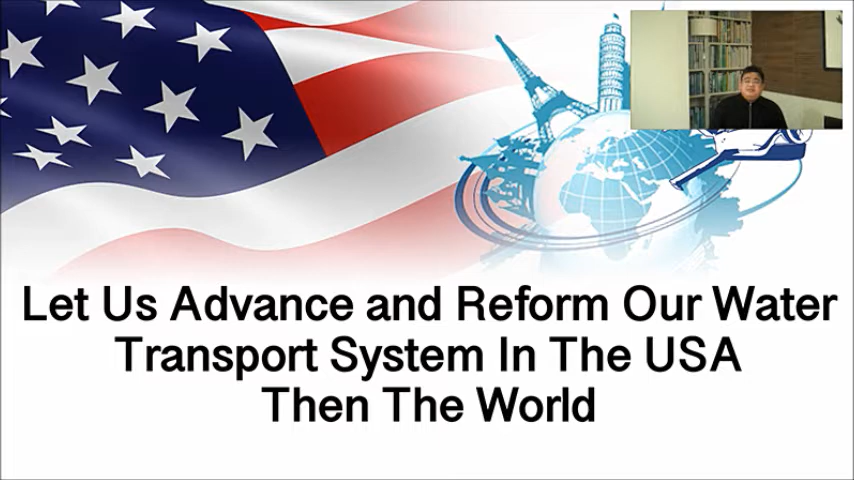 Let Us Advance and Reform Our Water
Transport System In The USA
Then The World